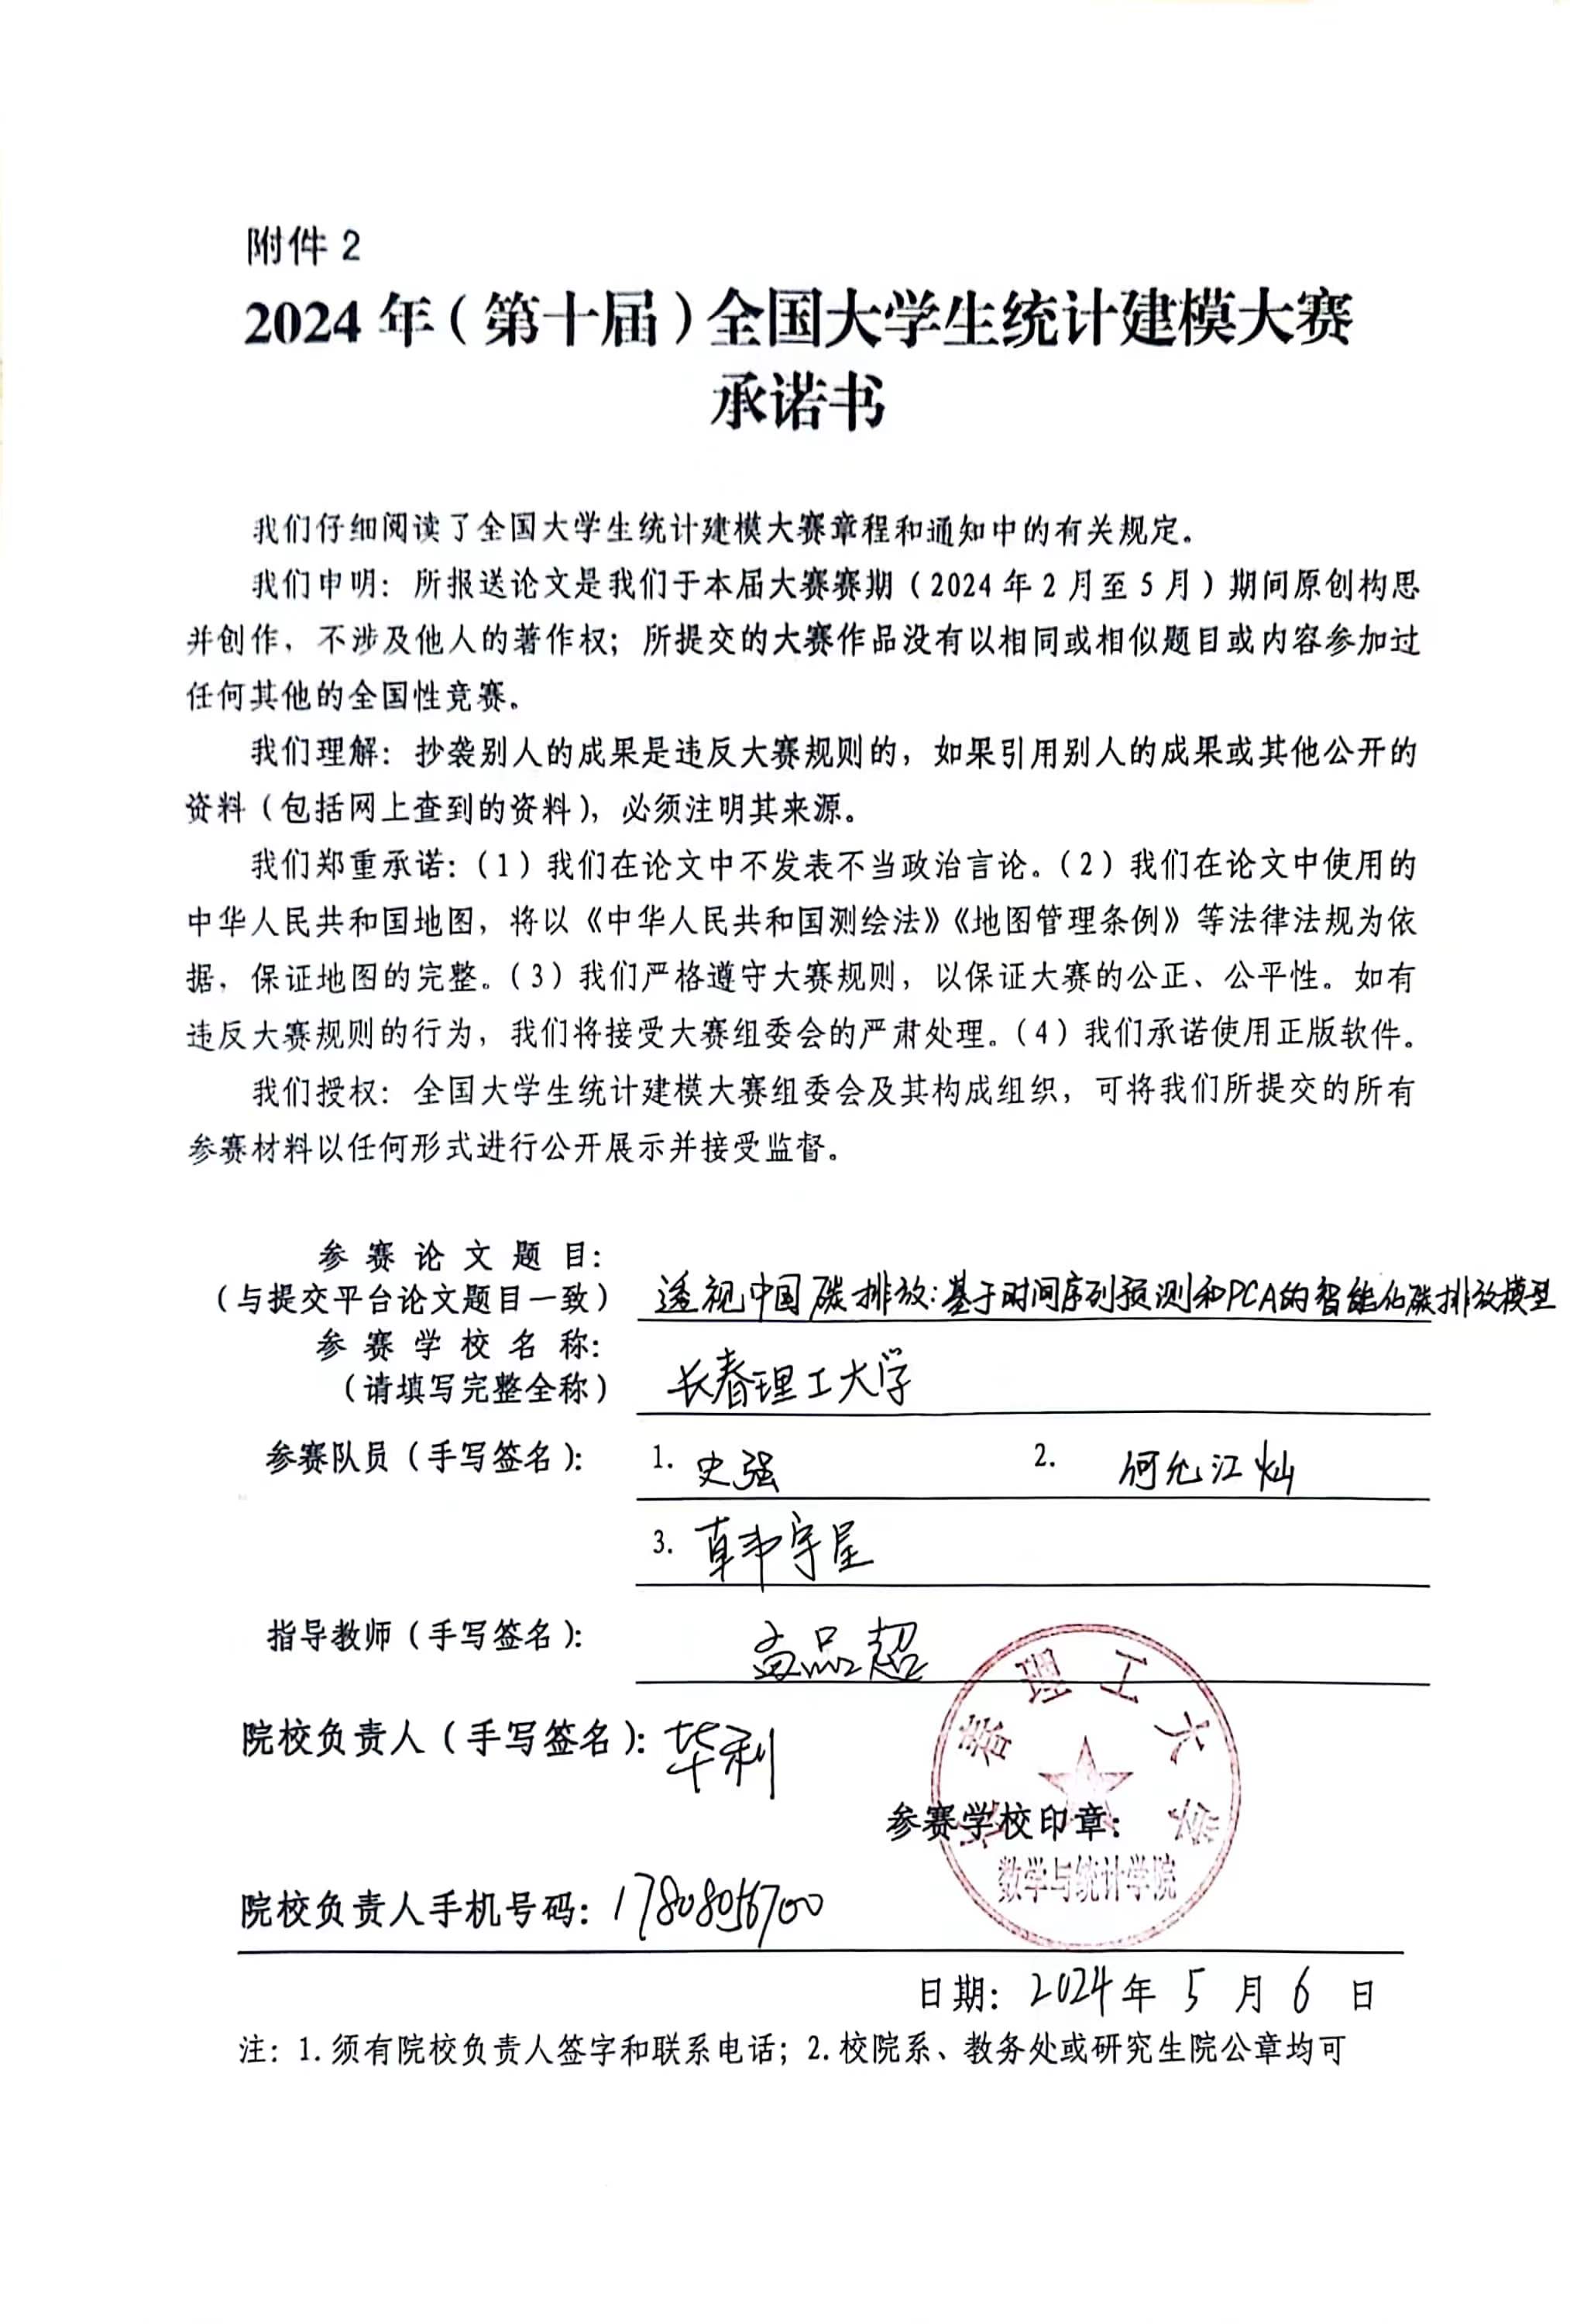 附件 2
2024 年（第十届）全国大学生统计建模大赛
承诺书
我们仔细阅读了全国大学生统计建模大赛章程和通知中的有关规定。
我们申明：所报送论文是我们于本届大赛赛期（2024 年 2 月至 5 月）期间原创构思
并创作，不涉及他人的著作权；所提交的大赛作品没有以相同或相似题目或内容参加过
任何其他的全国性竞赛。
我们理解：抄袭别人的成果是违反大赛规则的，如果引用别人的成果或其他公开的
资料（包括网上查到的资料），必须注明其来源。
我们郑重承诺：（1）我们在论文中不发表不当政治言论。（2）我们在论文中使用的
中华人民共和国地图，将以《中华人民共和国测绘法》《地图管理条例》等法律法规为依
据，保证地图的完整。（3）我们严格遵守大赛规则，以保证大赛的公正、公平性。如有
违反大赛规则的行为，我们将接受大赛组委会的严肃处理。（4）我们承诺使用正版软件。
我们授权：全国大学生统计建模大赛组委会及其构成组织，可将我们所提交的所有
参赛材料以任何形式进行公开展示并接受监督。
参赛论文题目：
（与提交平台论文题目一致） 透视中国碳排放：基于时间序列预测和PCA的智能化碳排放模型
参赛学校名称：
（请填写完整全称） 长春理工大学
参赛队员（手写签名）： 1. 史强 2. 何允江灿
3. 韩宇星
指导教师（手写签名）： 高品超
院校负责人（手写签名）： 毕利
长春理工大学
参赛学校印章：
数学与统计学院
院校负责人手机号码：
日期： 2024 年 5 月 6 日
注：1. 须有院校负责人签字和联系电话；2. 校院系、教务处或研究生院公章均可